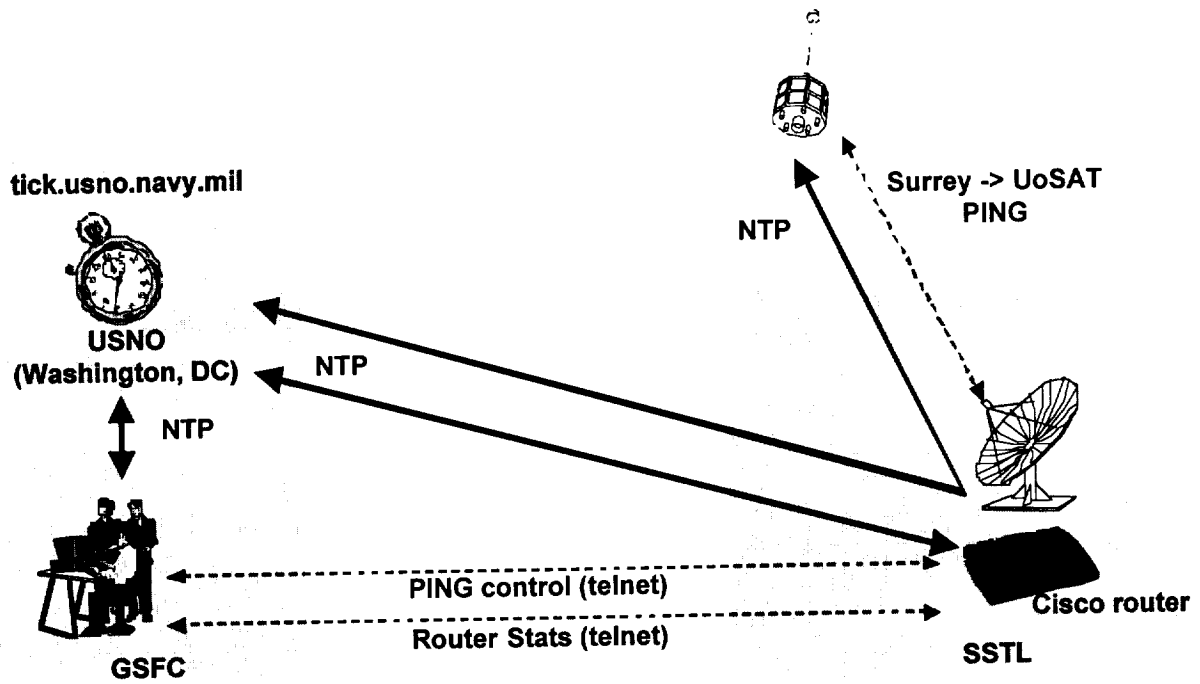 G
tick.usno.navy.mil
Surrey -> UoSAT
PING
NTP
USNO
(Washington, DC)
NTP
NTP
PING control (telnet)
Cisco router
Router Stats (telnet)
SSTL
GSFC